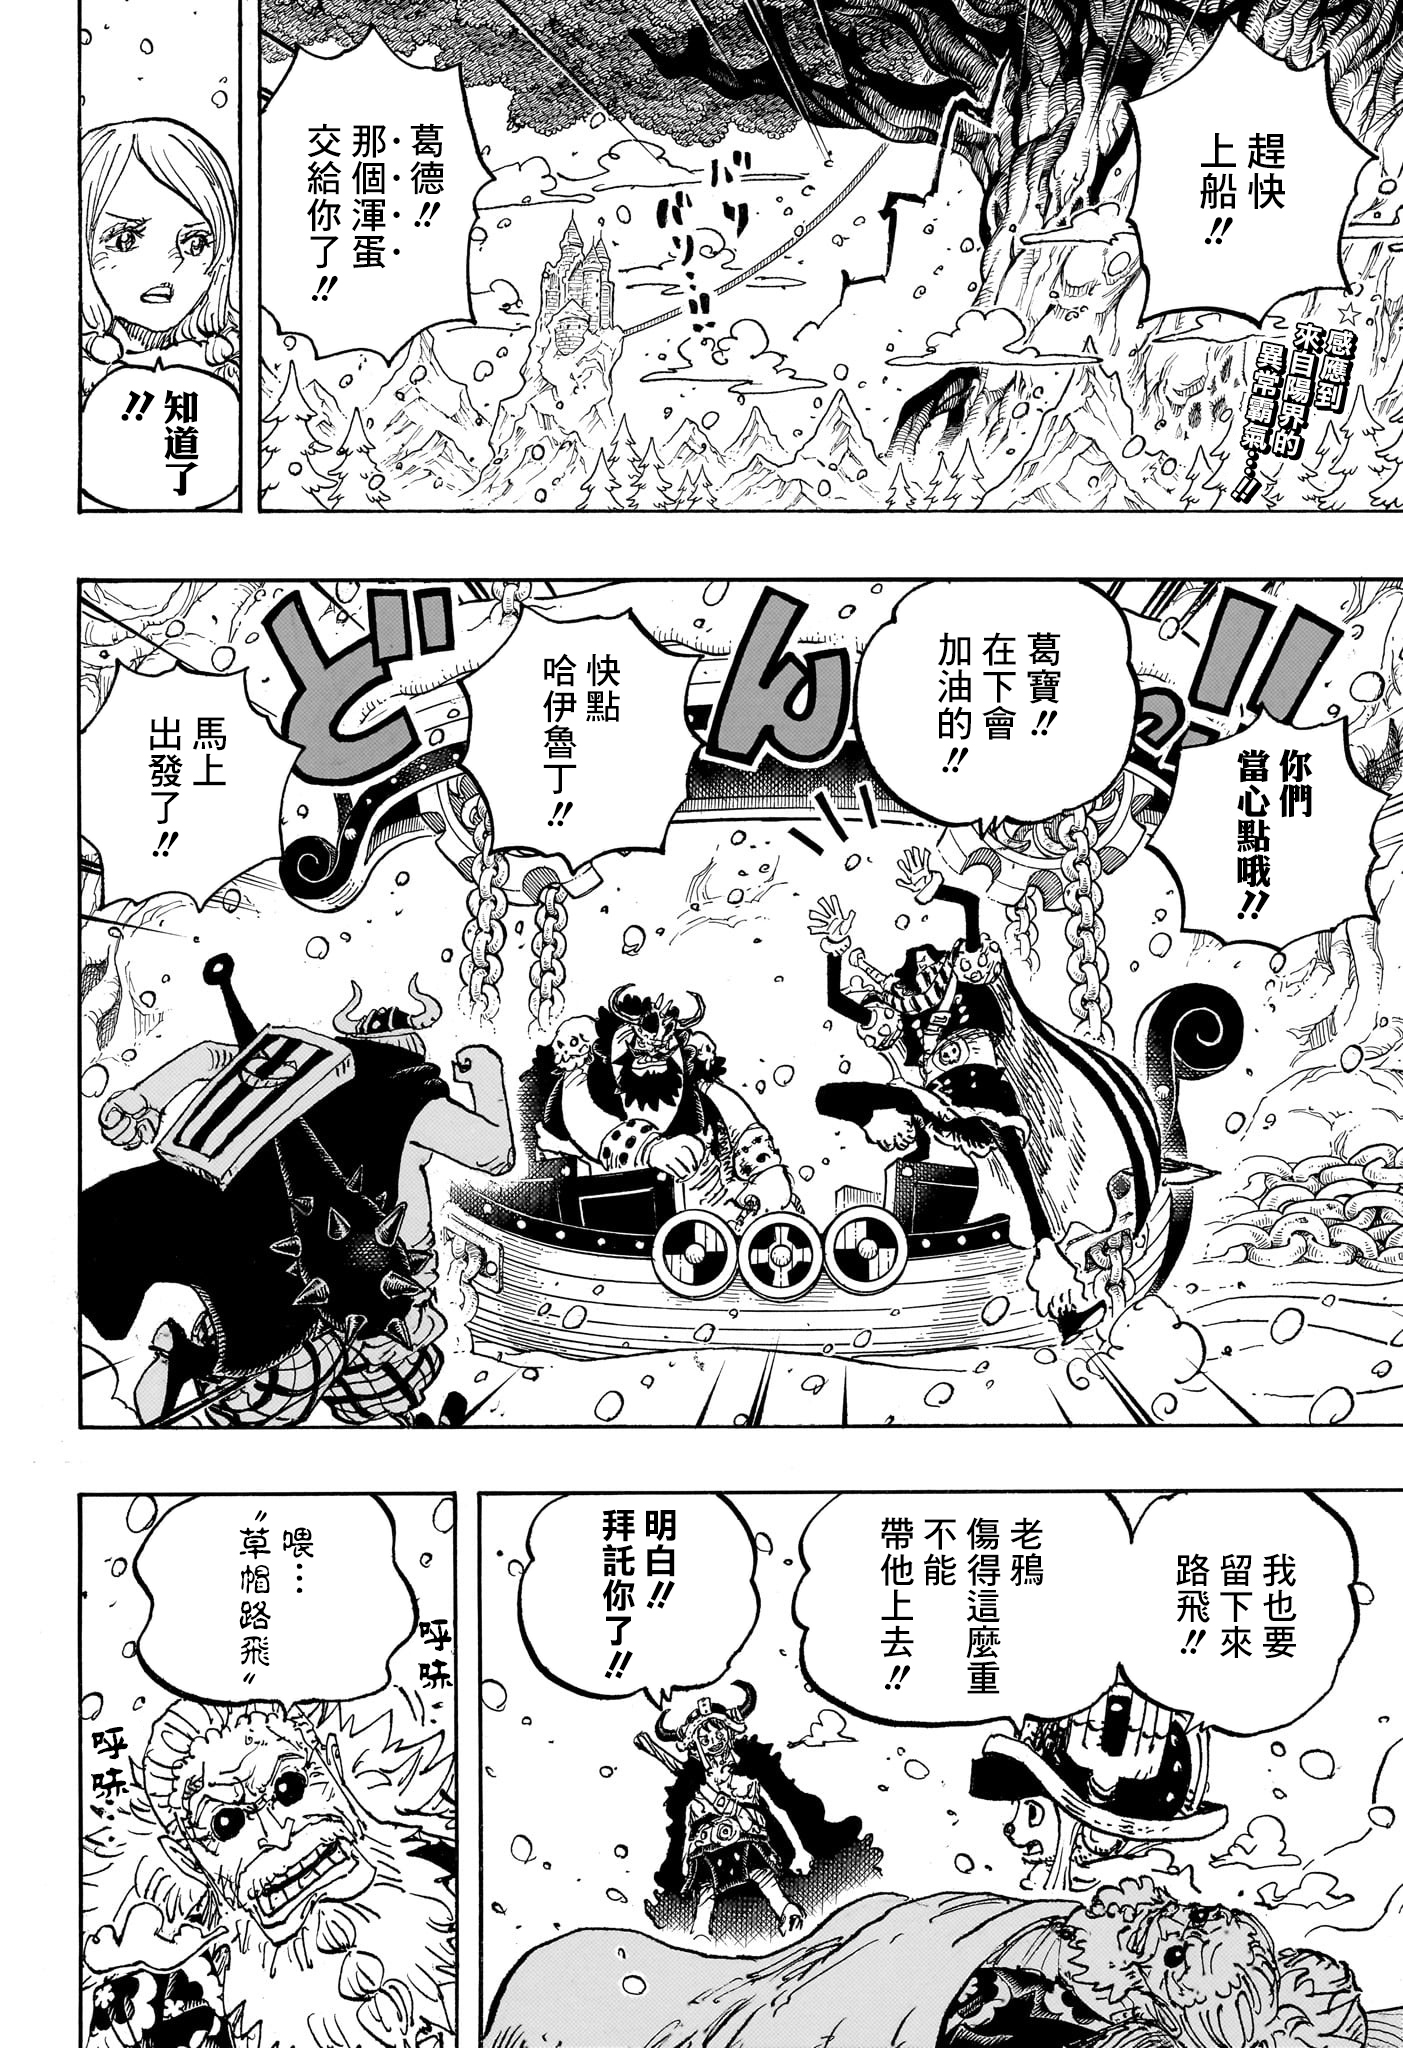 趕快
上船!!
☆感應到
來自陽界的
異常霸氣…!!
バリ
バリ…!!
葛德!!
那個渾蛋
交給你了!!
知道了
!!
你們
當心點哦!!
葛寶!!
在下會
加油的!!
快點
哈伊魯丁!!
馬上
出發了!!
どんっ!!
我也要
留下來
路飛!!
老鴉
傷得這麼重
不能
帶他上去!!
明白!!
拜託你了!!
喂…
“草帽路飛”
呼哧
呼哧